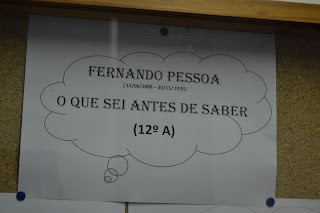 FERNANDO PESSOA
(13/06/1888 – 30/11/1935)
O QUE SEI ANTES DE SABER
(12º A)